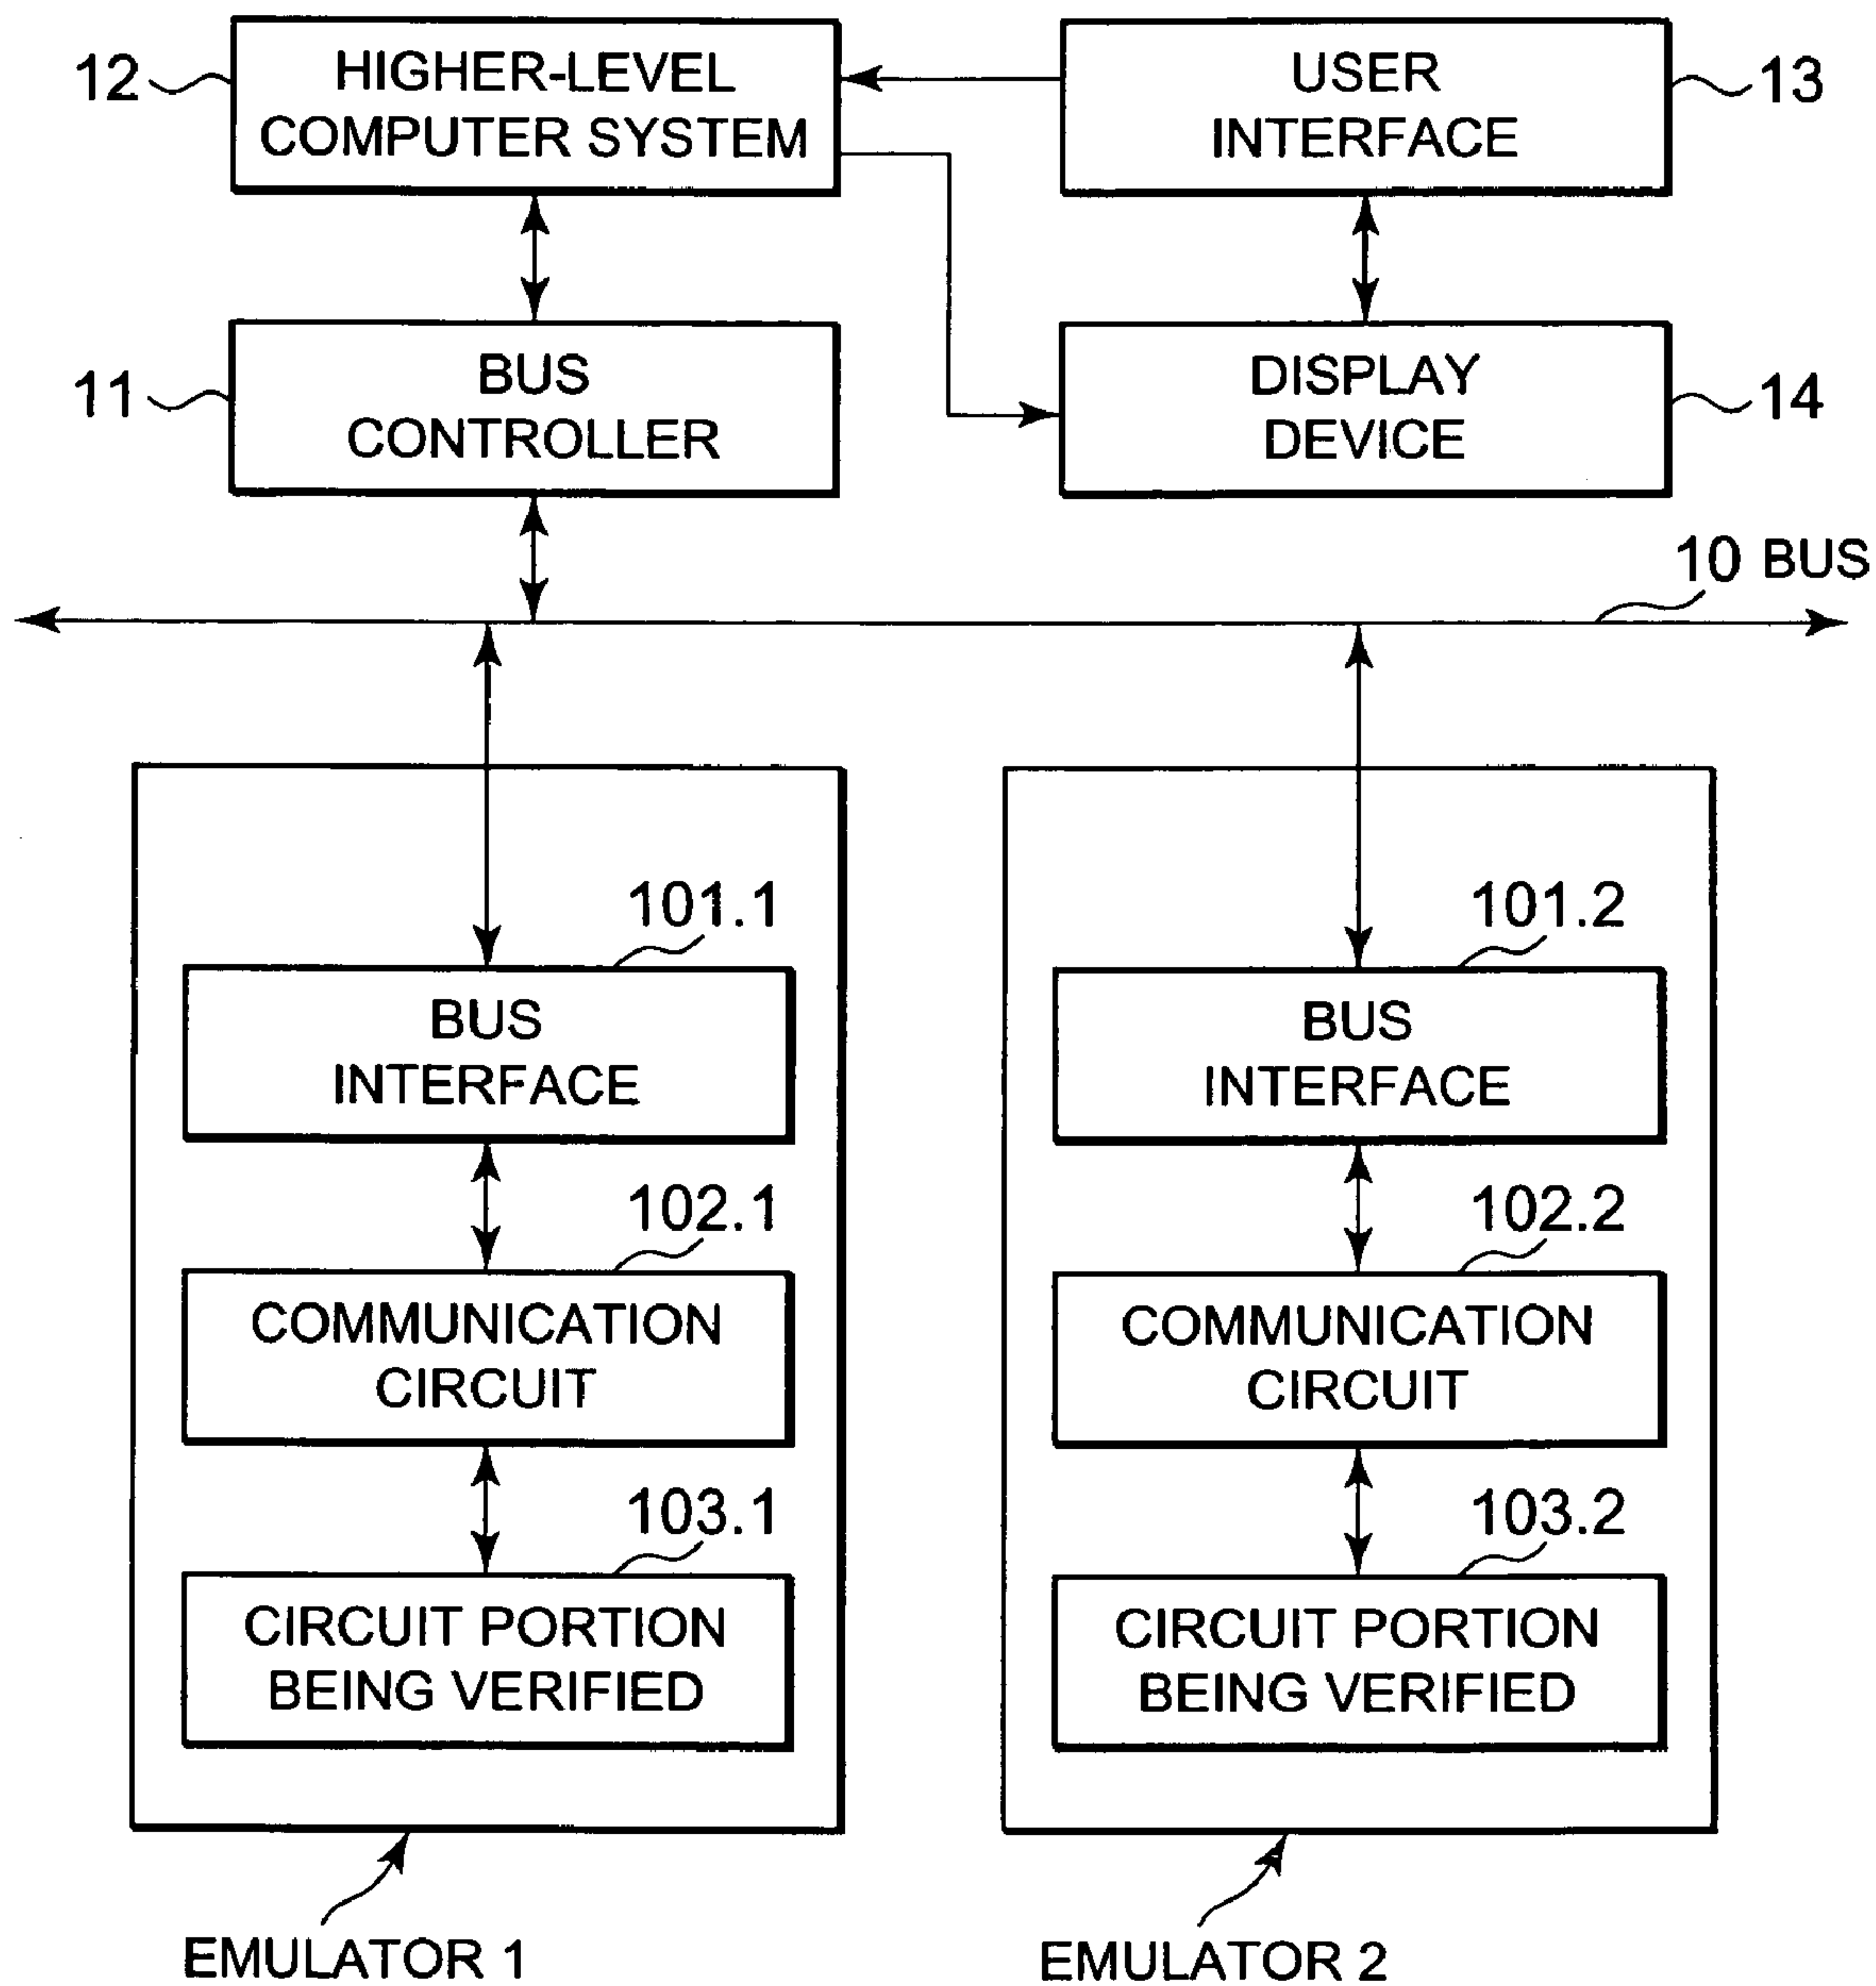 12
HIGHER-LEVEL
COMPUTER SYSTEM
USER
INTERFACE
13
11
BUS
CONTROLLER
DISPLAY
DEVICE
14
10 BUS
101.1
BUS
INTERFACE
102.1
COMMUNICATION
CIRCUIT
103.1
CIRCUIT PORTION
BEING VERIFIED
EMULATOR 1
101.2
BUS
INTERFACE
102.2
COMMUNICATION
CIRCUIT
103.2
CIRCUIT PORTION
BEING VERIFIED
EMULATOR 2